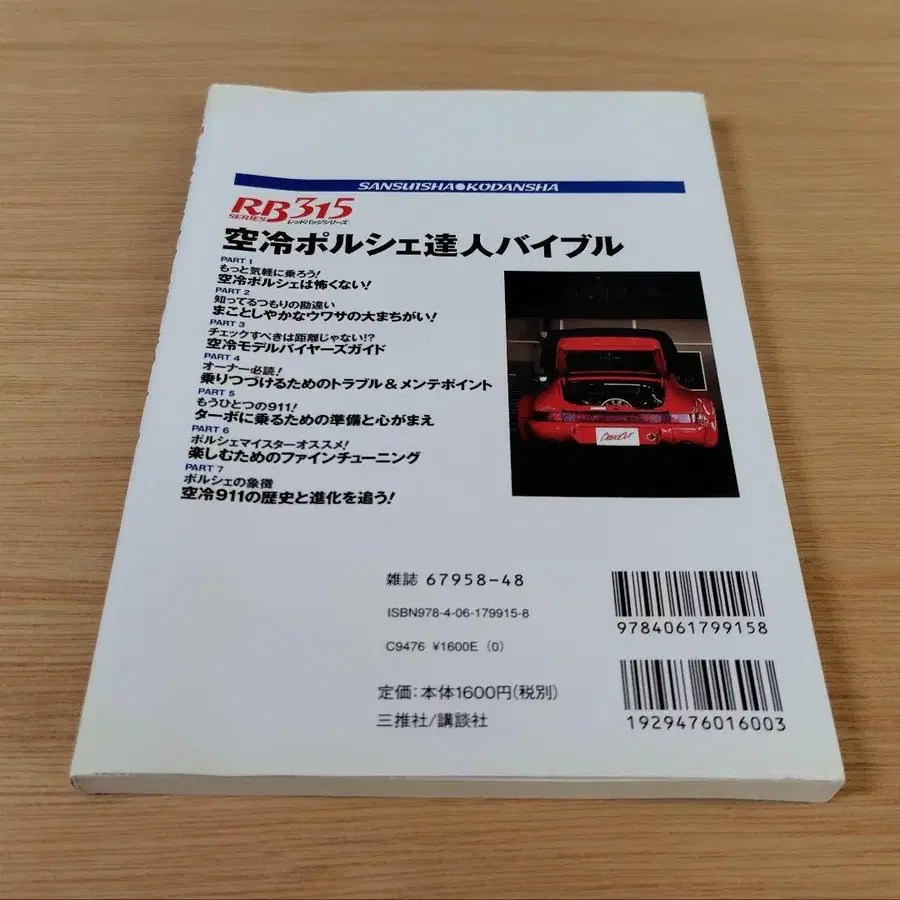 SANSUISHA●KODANSHA
RB315
SERIES レッドバッジシリーズ
空冷ポルシェ達人バイブル
PART 1
もっと気軽に乗ろう!
空冷ポルシェは怖くない!
PART 2
知ってるつもりの勘違い
まことしやかなウワサの大まちがい!
PART 3
チェックすべきは距離じゃない!?
空冷モデルバイヤーズガイド
PART 4
オーナー必読!
乗りつづけるためのトラブル&メンテポイント
PART 5
もうひとつの911!
ターボに乗るための準備と心がまえ
PART 6
ポルシェマイスターオススメ!
楽しむためのファインチューニング
PART 7
ポルシェの象徴
空冷911の歴史と進化を追う!
雑誌 67958-48
ISBN978-4-06-179915-8
C9476 ¥1600E (0)
定価:本体1600円(税別)
三推社/講談社
9784061799158
1929476016003